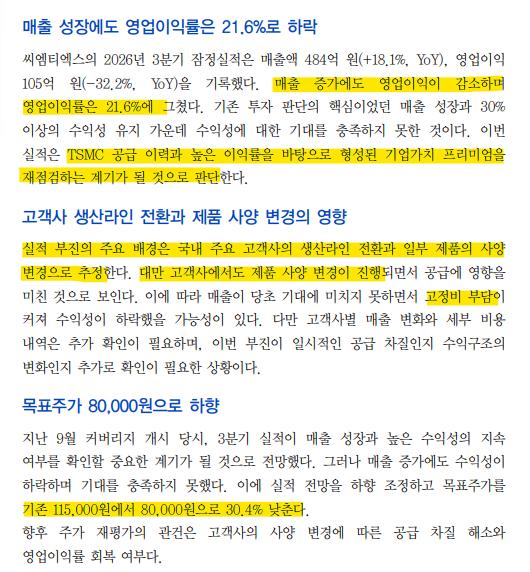 매출 성장에도 영업이익률은 21.6%로 하락
씨엠티엑스의 2026년 3분기 잠정실적은 매출액 484억 원(+18.1%, YoY), 영업이익
105억 원(-32.2%, YoY)을 기록했다. 매출 증가에도 영업이익이 감소하며
영업이익률은 21.6%에 그쳤다. 기존 투자 판단의 핵심이었던 매출 성장과 30%
이상의 수익성 유지 가운데 수익성에 대한 기대를 충족하지 못한 것이다. 이번
실적은 TSMC 공급 이력과 높은 이익률을 바탕으로 형성된 기업가치 프리미엄을
재점검하는 계기가 될 것으로 판단한다.
고객사 생산라인 전환과 제품 사양 변경의 영향
실적 부진의 주요 배경은 국내 주요 고객사의 생산라인 전환과 일부 제품의 사양
변경으로 추정한다. 대만 고객사에서도 제품 사양 변경이 진행되면서 공급에 영향을
미친 것으로 보인다. 이에 따라 매출이 당초 기대에 미치지 못하면서 고정비 부담이
커져 수익성이 하락했을 가능성이 있다. 다만 고객사별 매출 변화와 세부 비용
내역은 추가 확인이 필요하며, 이번 부진이 일시적인 공급 차질인지 수익구조의
변화인지 추가로 확인이 필요한 상황이다.
목표주가 80,000원으로 하향
지난 9월 커버리지 개시 당시, 3분기 실적이 매출 성장과 높은 수익성의 지속
여부를 확인할 중요한 계기가 될 것으로 전망했다. 그러나 매출 증가에도 수익성이
하락하며 기대를 충족하지 못했다. 이에 실적 전망을 하향 조정하고 목표주가를
기존 115,000원에서 80,000원으로 30.4% 낮춘다.
향후 주가 재평가의 관건은 고객사의 사양 변경에 따른 공급 차질 해소와
영업이익률 회복 여부다.